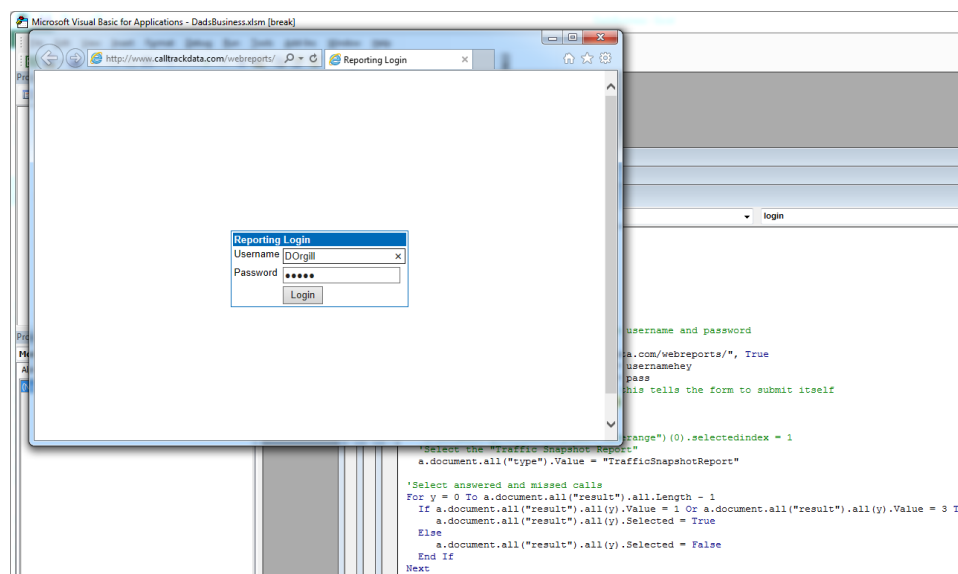 Microsoft Visual Basic for Applications - DadsBusiness.xlsm [break]
http://www.calltrackdata.com/webreports/
Reporting Login
Reporting Login
Username DOrgill
Password •••••
Login
login
username and password
ta.com/webreports/", True
usernamehey
pass
this tells the form to submit itself
range")(0).selectedindex = 1
'Select the "Traffic Snapshot Report"
a.document.all("type").Value = "TrafficSnapshotReport"
'Select answered and missed calls
For y = 0 To a.document.all("result").all.Length - 1
If a.document.all("result").all(y).Value = 1 Or a.document.all("result").all(y).Value = 3 T
a.document.all("result").all(y).Selected = True
Else
a.document.all("result").all(y).Selected = False
End If
Next